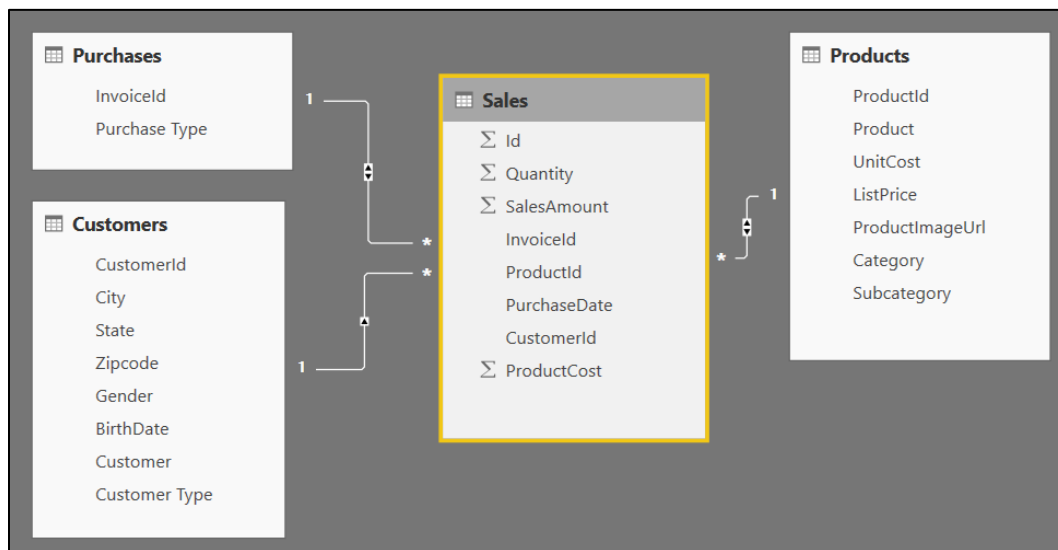 Purchases
InvoiceId
Purchase Type
1
Customers
CustomerId
City
State
Zipcode
Gender
BirthDate
Customer
Customer Type
1
*
*
Sales
Σ Id
Σ Quantity
Σ SalesAmount
InvoiceId
ProductId
PurchaseDate
CustomerId
Σ ProductCost
*
1
Products
ProductId
Product
UnitCost
ListPrice
ProductImageUrl
Category
Subcategory